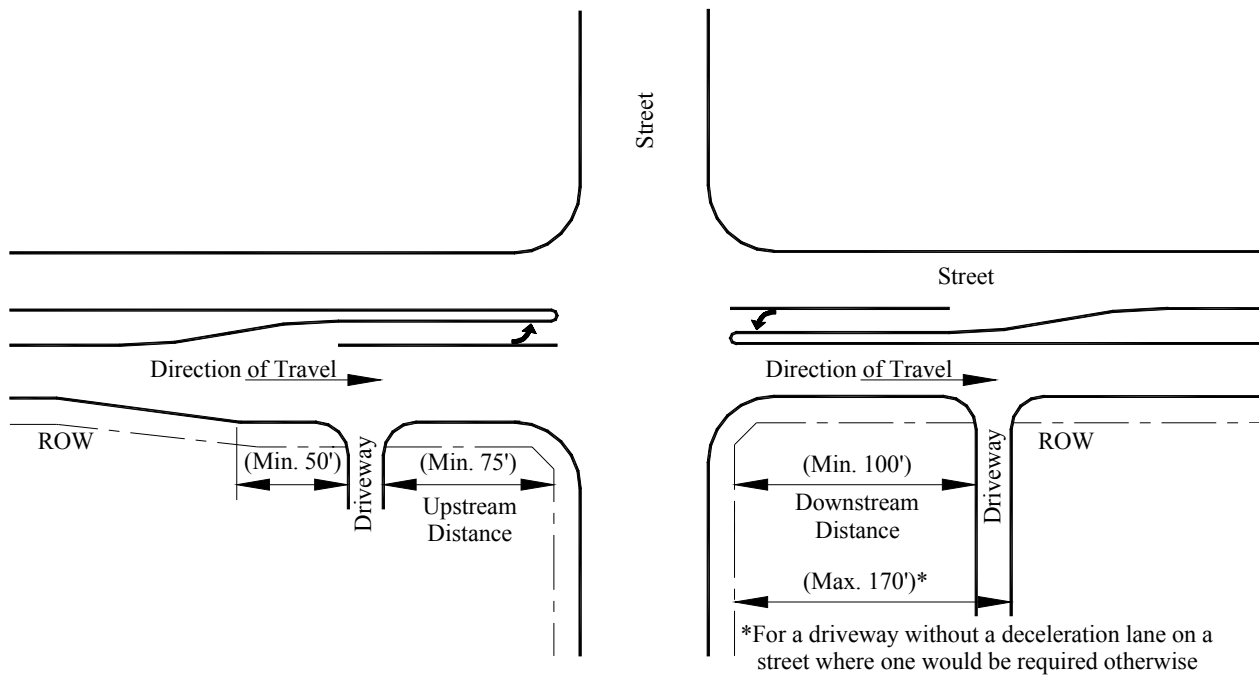 Street
Street
Direction of Travel
Direction of Travel
ROW
(Min. 50')
Driveway
(Min. 75')
Upstream
Distance
(Min. 100')
Downstream
Distance
Driveway
ROW
(Max. 170')*
*For a driveway without a deceleration lane on a
street where one would be required otherwise